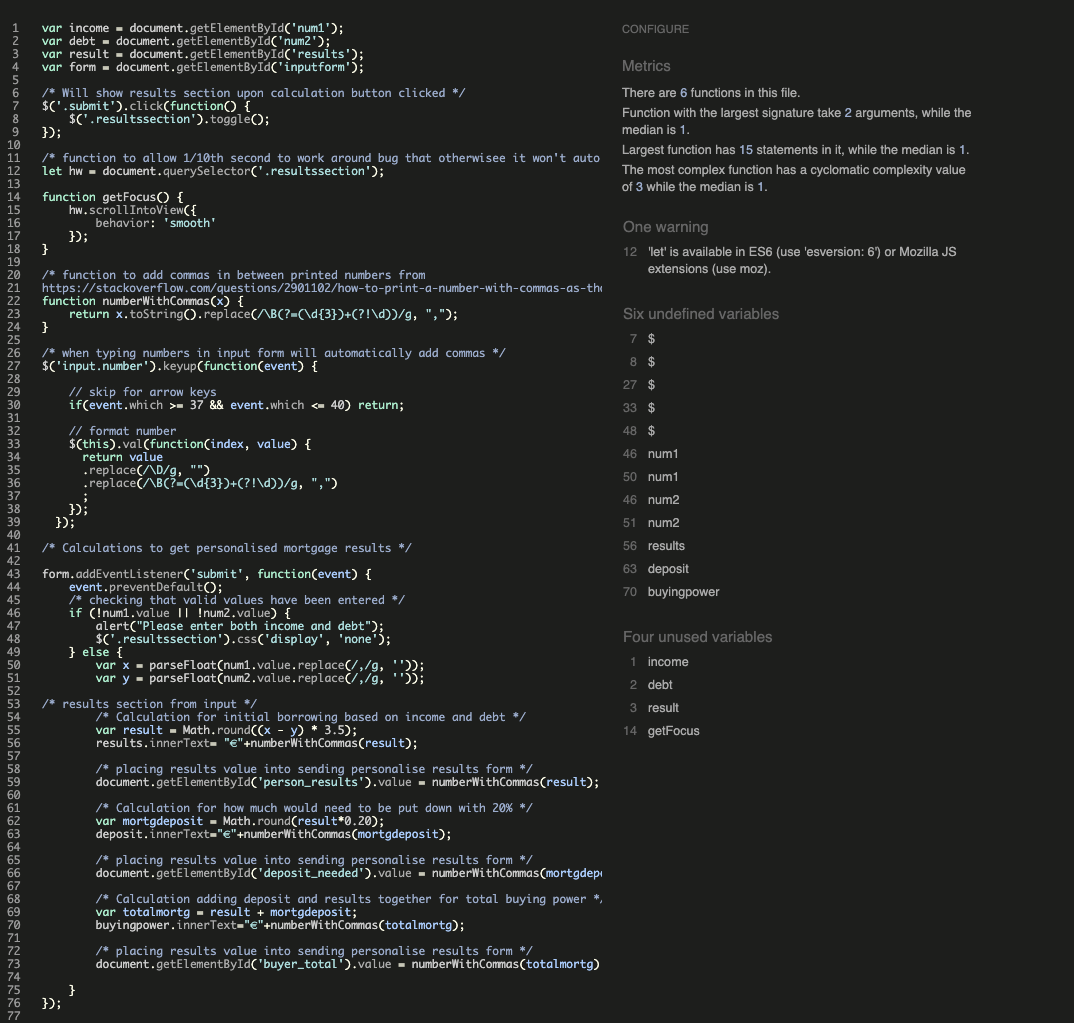 1 var income = document.getElementById('num1');
2 var debt = document.getElementById('num2');
3 var result = document.getElementById('results');
4 var form = document.getElementById('inputform');
5
6 /* Will show results section upon calculation button clicked */
7 $('.submit').click(function() {
8 $('.resultssection').toggle();
9 });
10
11 /* function to allow 1/10th second to work around bug that otherwisee it won't auto
12 let hw = document.querySelector('.resultssection');
13
14 function getFocus() {
15 hw.scrollIntoView({
16 behavior: 'smooth'
17 });
18 }
19
20 /* function to add commas in between printed numbers from
21 https://stackoverflow.com/questions/2901102/how-to-print-a-number-with-commas-as-tho
22 function numberWithCommas(x) {
23 return x.toString().replace(/\B(?=(\d{3})+(?!\d))/g, ",");
24 }
25
26 /* when typing numbers in input form will automatically add commas */
27 $('input.number').keyup(function(event) {
28
29 // skip for arrow keys
30 if(event.which >= 37 && event.which <= 40) return;
31
32 // format number
33 $(this).val(function(index, value) {
34 return value
35 .replace(/\D/g, "")
36 .replace(/\B(?=(\d{3})+(?!\d))/g, ",")
37 ;
38 });
39 });
40
41 /* Calculations to get personalised mortgage results */
42
43 form.addEventListener('submit', function(event) {
44 event.preventDefault();
45 /* checking that valid values have been entered */
46 if (!num1.value || !num2.value) {
47 alert("Please enter both income and debt");
48 $('.resultssection').css('display', 'none');
49 } else {
50 var x = parseFloat(num1.value.replace(/,/g, ''));
51 var y = parseFloat(num2.value.replace(/,/g, ''));
52
53 /* results section from input */
54 /* Calculation for initial borrowing based on income and debt */
55 var result = Math.round((x - y) * 3.5);
56 results.innerText= "€"+numberWithCommas(result);
57
58 /* placing results value into sending personalise results form */
59 document.getElementById('person_results').value = numberWithCommas(result);
60
61 /* Calculation for how much would need to be put down with 20% */
62 var mortgdeposit = Math.round(result*0.20);
63 deposit.innerText="€"+numberWithCommas(mortgdeposit);
64
65 /* placing results value into sending personalise results form */
66 document.getElementById('deposit_needed').value = numberWithCommas(mortgdepo
67
68 /* Calculation adding deposit and results together for total buying power *
69 var totalmortg = result + mortgdeposit;
70 buyingpower.innerText="€"+numberWithCommas(totalmortg);
71
72 /* placing results value into sending personalise results form */
73 document.getElementById('buyer_total').value = numberWithCommas(totalmortg)
74
75 }
76 });
77
CONFIGURE
Metrics
There are 6 functions in this file.
Function with the largest signature take 2 arguments, while the
median is 1.
Largest function has 15 statements in it, while the median is 1.
The most complex function has a cyclomatic complexity value
of 3 while the median is 1.
One warning
12 'let' is available in ES6 (use 'esversion: 6') or Mozilla JS
extensions (use moz).
Six undefined variables
7 $
8 $
27 $
33 $
48 $
46 num1
50 num1
46 num2
51 num2
56 results
63 deposit
70 buyingpower
Four unused variables
1 income
2 debt
3 result
14 getFocus